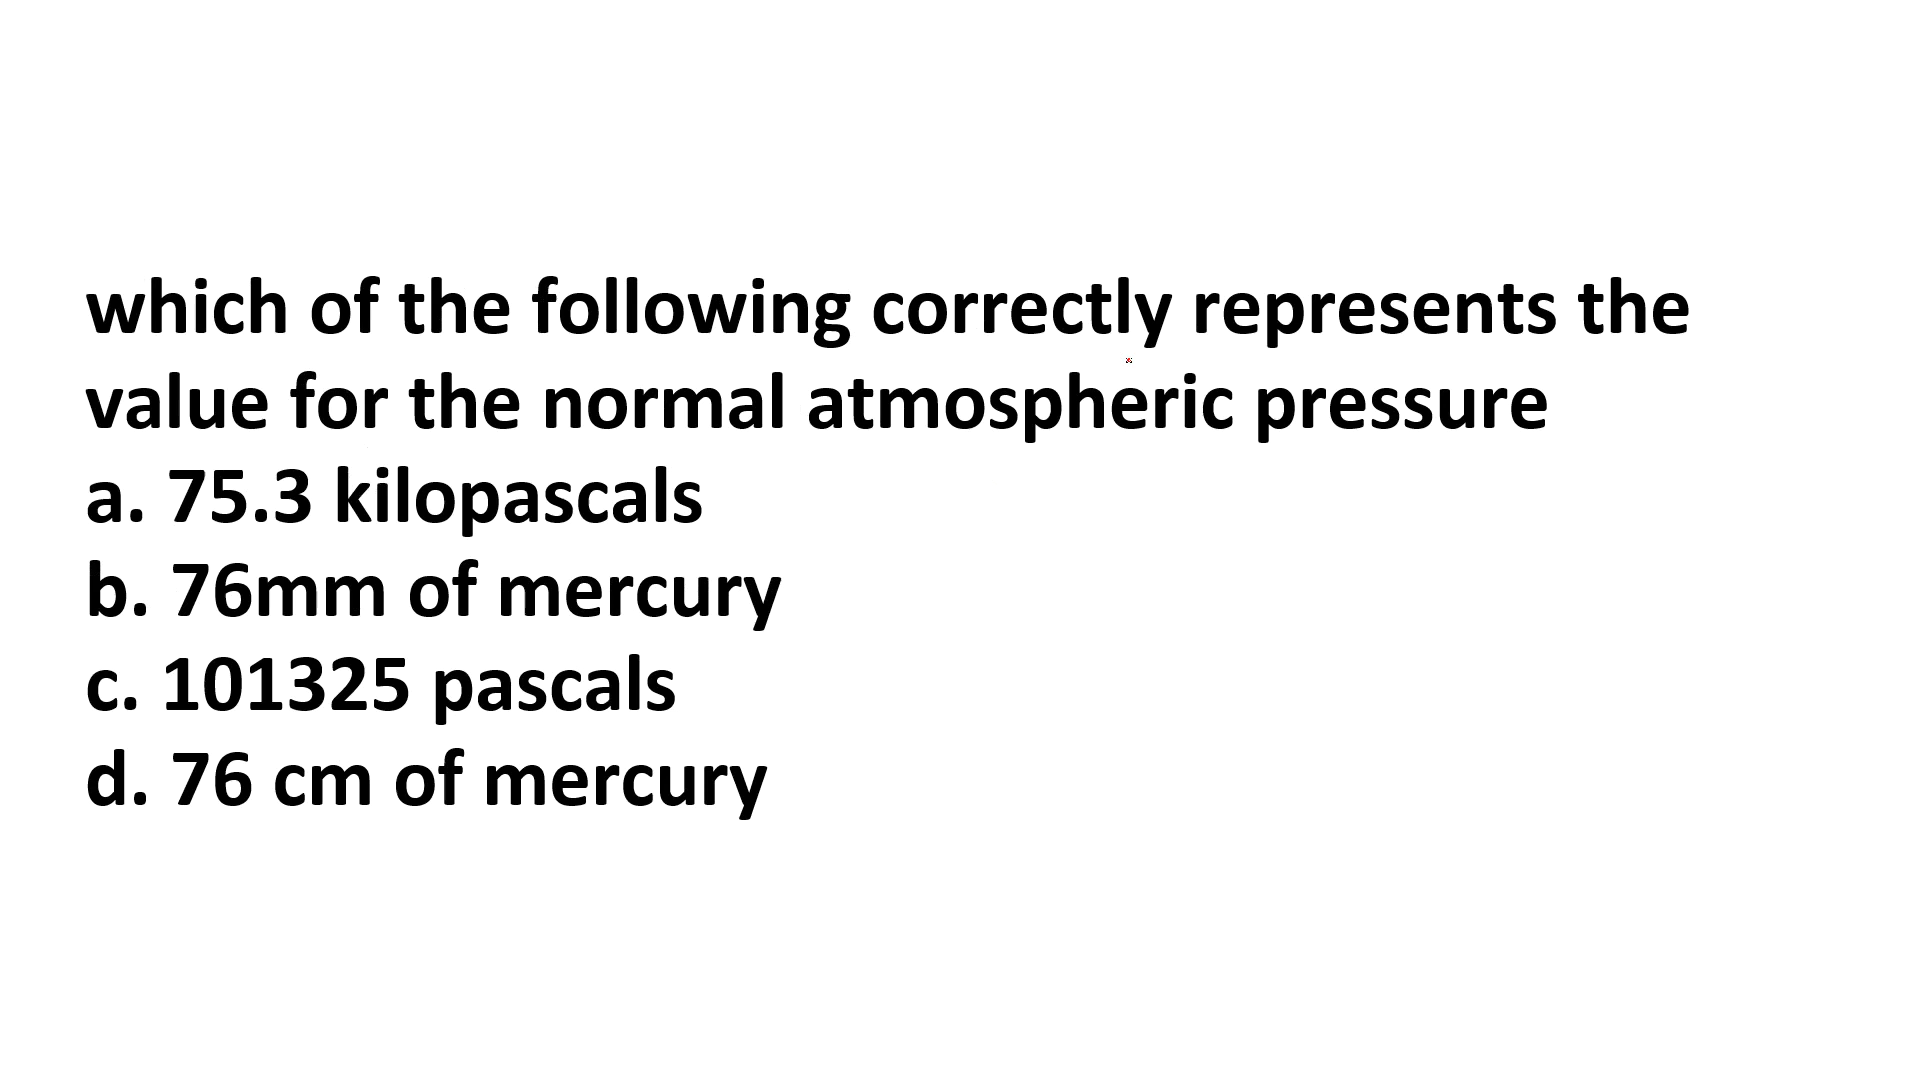 which of the following correctly represents the
value for the normal atmospheric pressure
a. 75.3 kilopascals
b. 76mm of mercury
c. 101325 pascals
d. 76 cm of mercury